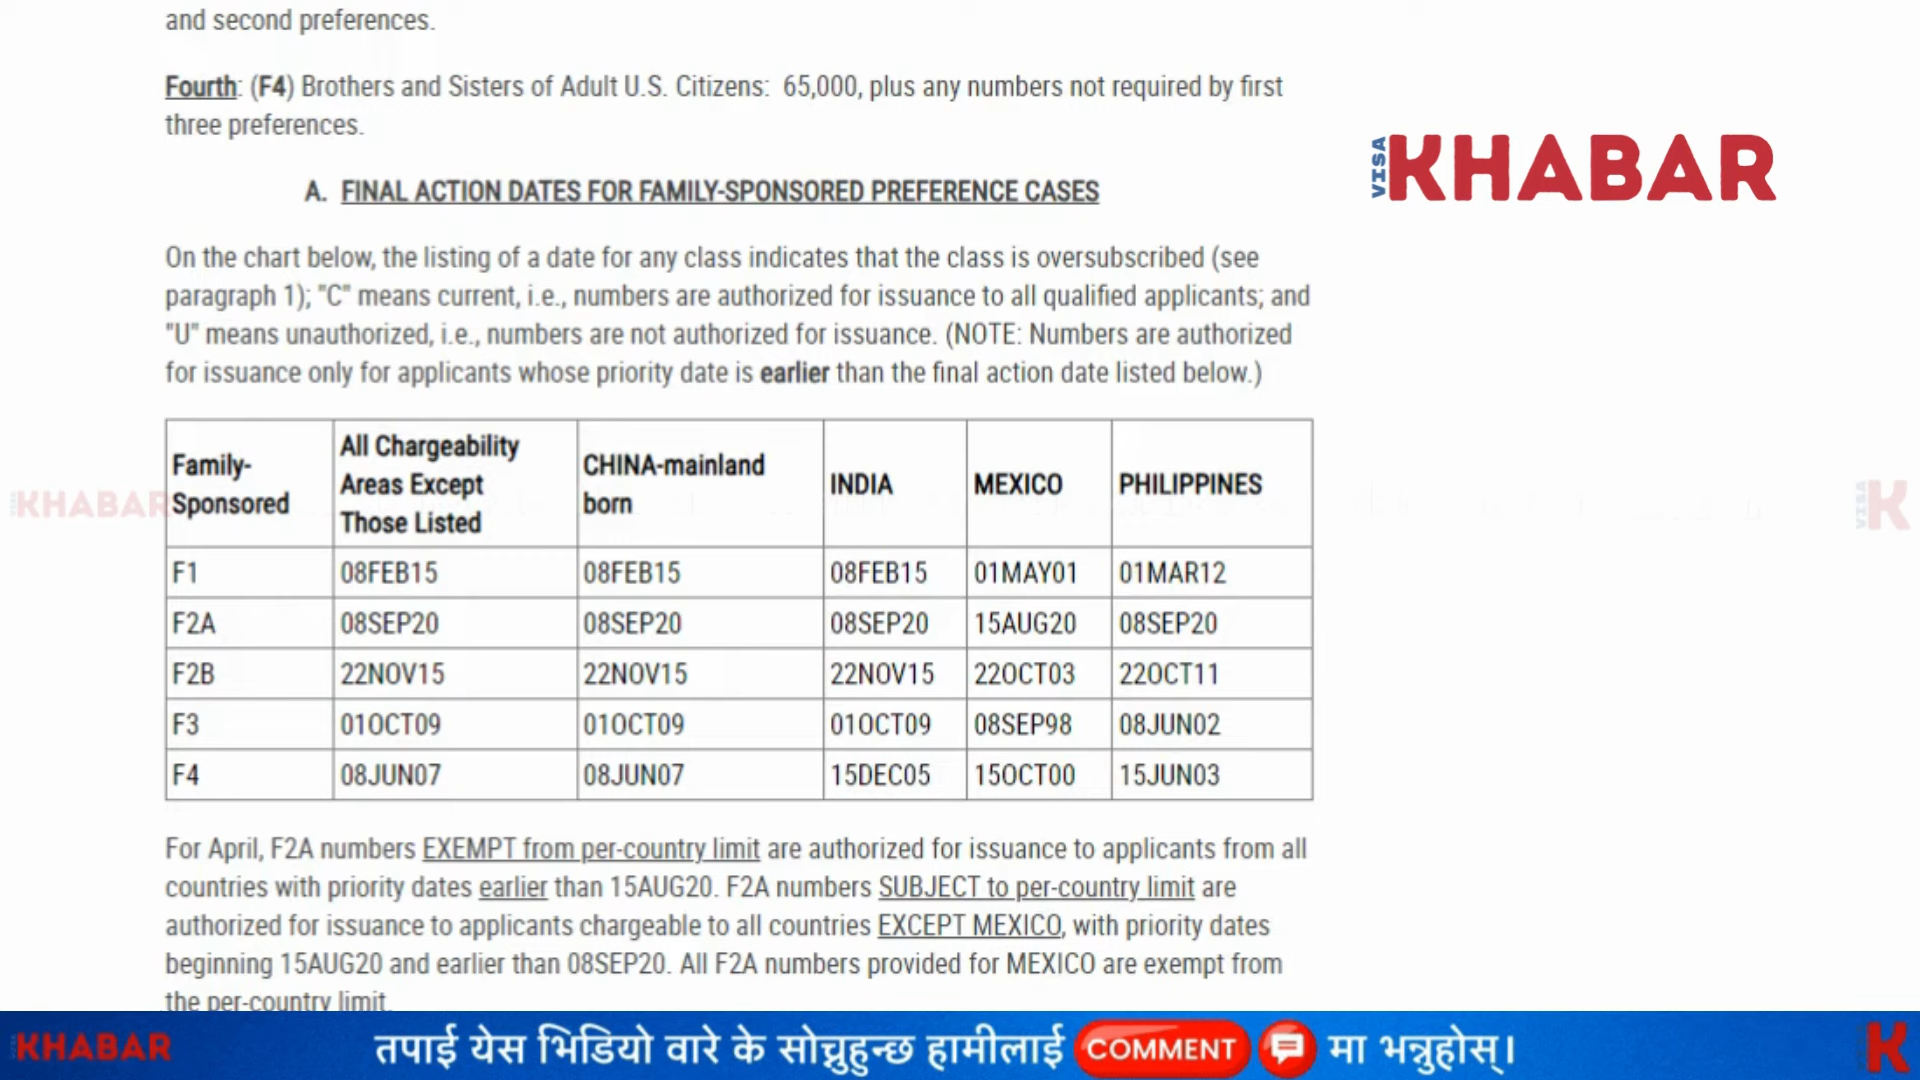 and second preferences.
Fourth: (F4) Brothers and Sisters of Adult U.S. Citizens: 65,000, plus any numbers not required by first
three preferences.
VISA KHABAR
A. FINAL ACTION DATES FOR FAMILY-SPONSORED PREFERENCE CASES
On the chart below, the listing of a date for any class indicates that the class is oversubscribed (see
paragraph 1); "C" means current, i.e., numbers are authorized for issuance to all qualified applicants; and
"U" means unauthorized, i.e., numbers are not authorized for issuance. (NOTE: Numbers are authorized
for issuance only for applicants whose priority date is earlier than the final action date listed below.)
Family-Sponsored All Chargeability Areas Except Those Listed CHINA-mainland born INDIA MEXICO PHILIPPINES
VISA KHABAR
VISA K
F1 08FEB15 08FEB15 08FEB15 01MAY01 01MAR12
F2A 08SEP20 08SEP20 08SEP20 15AUG20 08SEP20
F2B 22NOV15 22NOV15 22NOV15 22OCT03 22OCT11
F3 01OCT09 01OCT09 01OCT09 08SEP98 08JUN02
F4 08JUN07 08JUN07 15DEC05 15OCT00 15JUN03
For April, F2A numbers EXEMPT from per-country limit are authorized for issuance to applicants from all
countries with priority dates earlier than 15AUG20. F2A numbers SUBJECT to per-country limit are
authorized for issuance to applicants chargeable to all countries EXCEPT MEXICO, with priority dates
beginning 15AUG20 and earlier than 08SEP20. All F2A numbers provided for MEXICO are exempt from
the per-country limit.
KHABAR तपाई येस भिडियो वारे के सोच्नुहुन्छ हामीलाई COMMENT मा भन्नुहोस्। K